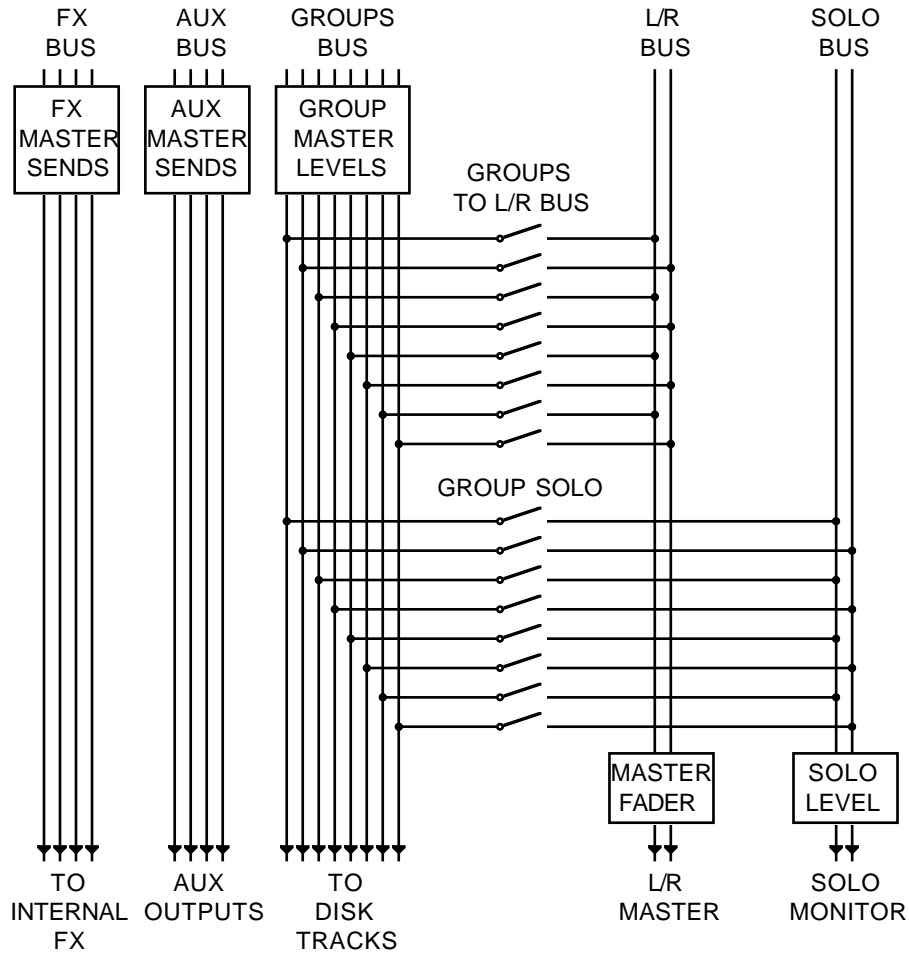 FX
BUS
AUX
BUS
GROUPS
BUS
L/R
BUS
SOLO
BUS
FX
MASTER
SENDS
AUX
MASTER
SENDS
GROUP
MASTER
LEVELS
GROUPS
TO L/R BUS
GROUP SOLO
MASTER
FADER
SOLO
LEVEL
TO
INTERNAL
FX
AUX
OUTPUTS
TO
DISK
TRACKS
L/R
MASTER
SOLO
MONITOR